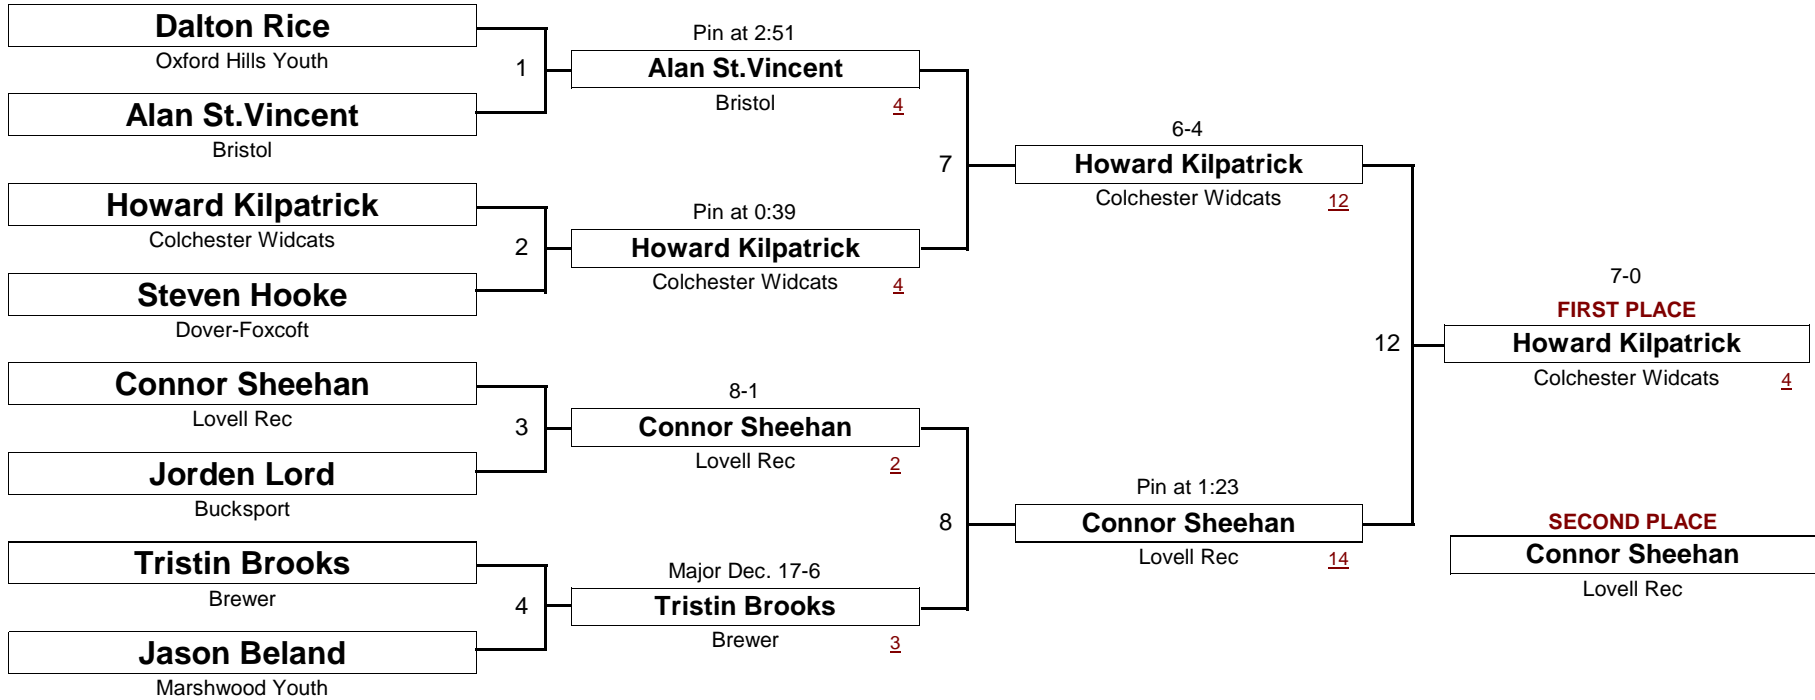 Dalton Rice
Oxford Hills Youth
1
Alan St.Vincent
Bristol
Howard Kilpatrick
Colchester Widcats
2
Steven Hooke
Dover-Foxcoft
Connor Sheehan
Lovell Rec
3
Jorden Lord
Bucksport
Tristin Brooks
Brewer
4
Jason Beland
Marshwood Youth
Pin at 2:51
Alan St.Vincent
Bristol 4
7
Pin at 0:39
Howard Kilpatrick
Colchester Widcats 4
8-1
Connor Sheehan
Lovell Rec 2
8
Major Dec. 17-6
Tristin Brooks
Brewer 3
6-4
Howard Kilpatrick
Colchester Widcats 12
12
Pin at 1:23
Connor Sheehan
Lovell Rec 14
7-0
FIRST PLACE
Howard Kilpatrick
Colchester Widcats 4
SECOND PLACE
Connor Sheehan
Lovell Rec